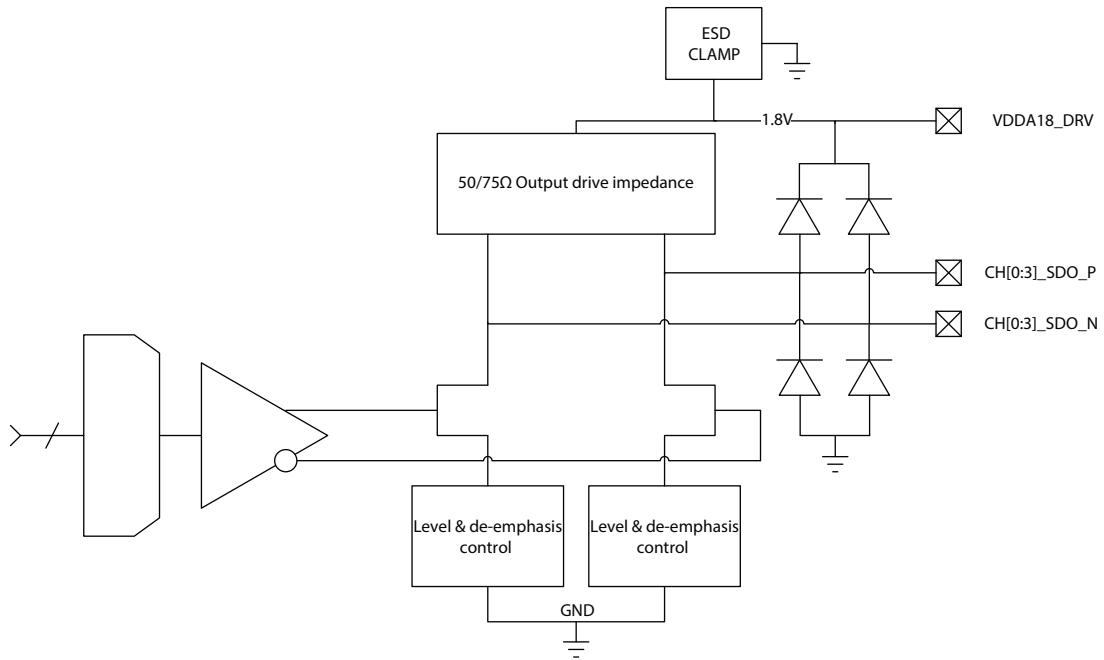 ESD
CLAMP
1.8V
VDDA18_DRV
50/75Ω Output drive impedance
CH[0:3]_SDO_P
CH[0:3]_SDO_N
Level & de-emphasis
control
Level & de-emphasis
control
GND